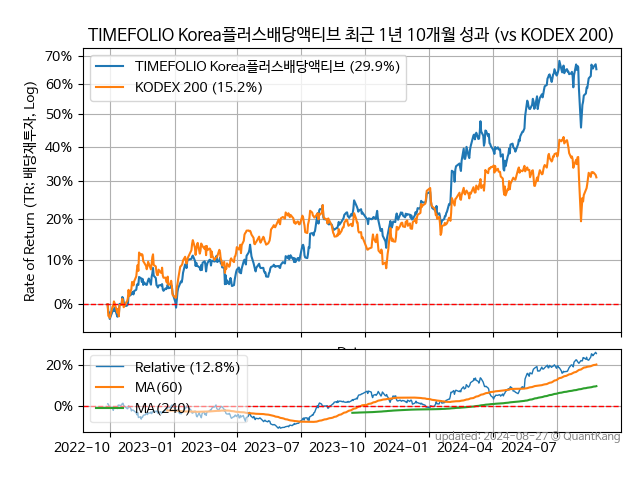 TIMEFOLIO Korea플러스배당액티브 최근 1년 10개월 성과 (vs KODEX 200)
TIMEFOLIO Korea플러스배당액티브 (29.9%)
KODEX 200 (15.2%)
Rate of Return (TR: 배당재투자, Log)
70%
60%
50%
40%
30%
20%
10%
0%
Relative (12.8%)
MA(60)
MA(240)
20%
0%
2022-10 2023-01 2023-04 2023-07 2023-10 2024-01 2024-04 2024-07
updated: 2024-08-27 © QuantKang